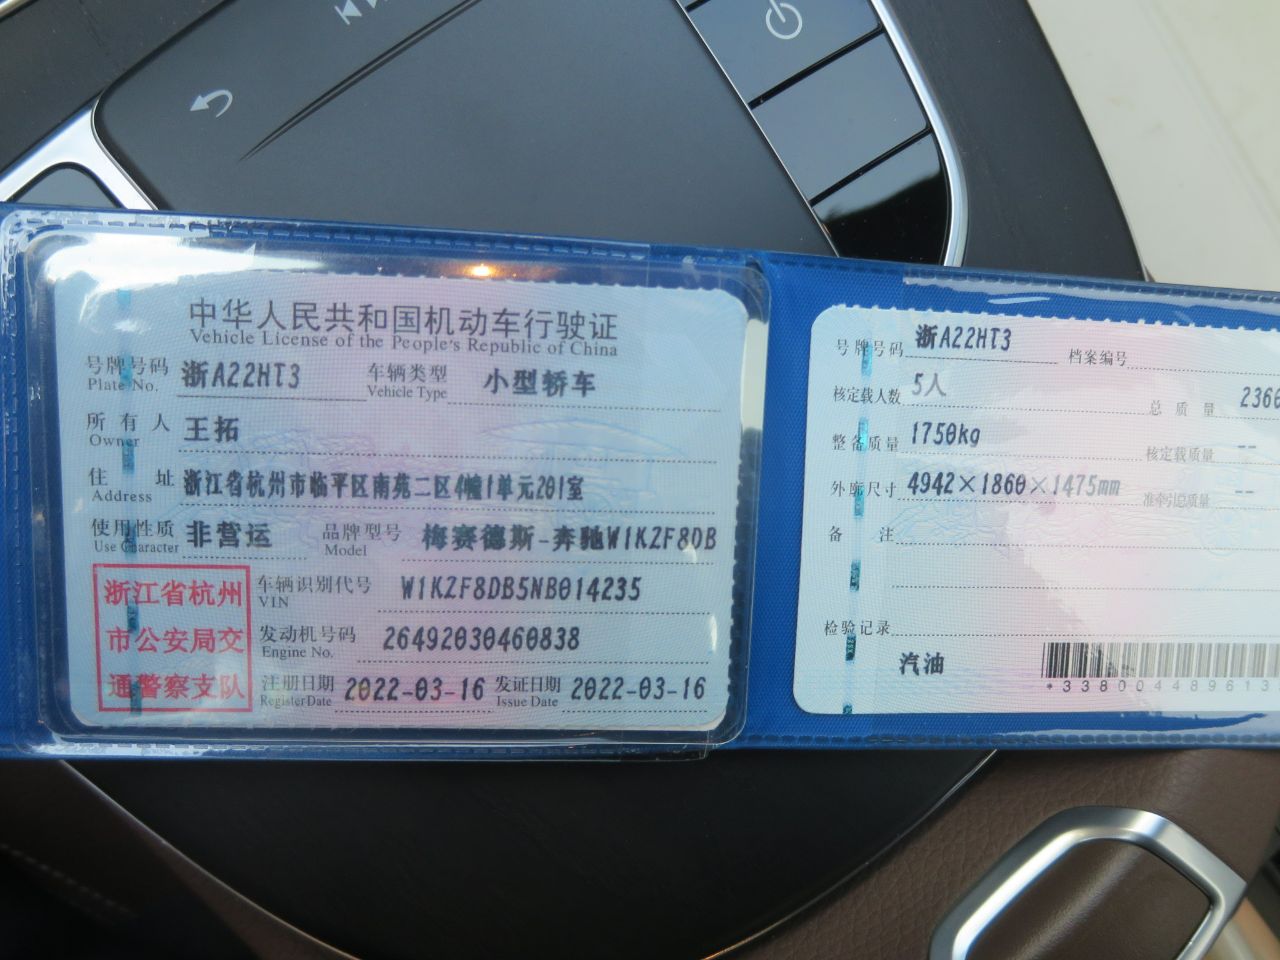 中华人民共和国机动车行驶证
Vehicle License of the People's Republic of China
号牌号码 浙A22HT3 车辆类型 小型轿车
Plate No. Vehicle Type
所有人 王拓
Owner
住址 浙江省杭州市临平区南苑二区4幢1单元201室
Address
使用性质 非营运 品牌型号 梅赛德斯-奔驰W1KZF8DB
Use Character Model
浙江省杭州
市公安局交
通警察支队
车辆识别代号 W1KZF8DB5NB014235
VIN
发动机号码 26492030460838
Engine No.
注册日期 2022-03-16 发证日期 2022-03-16
Register Date Issue Date
号牌号码 浙A22HT3 档案编号
核定载人数 5人 总质量 2366
整备质量 1750kg 核定载质量 --
外廓尺寸 4942×1860×1475mm 准牵引总质量 --
备注
检验记录
汽油
*3380004489613